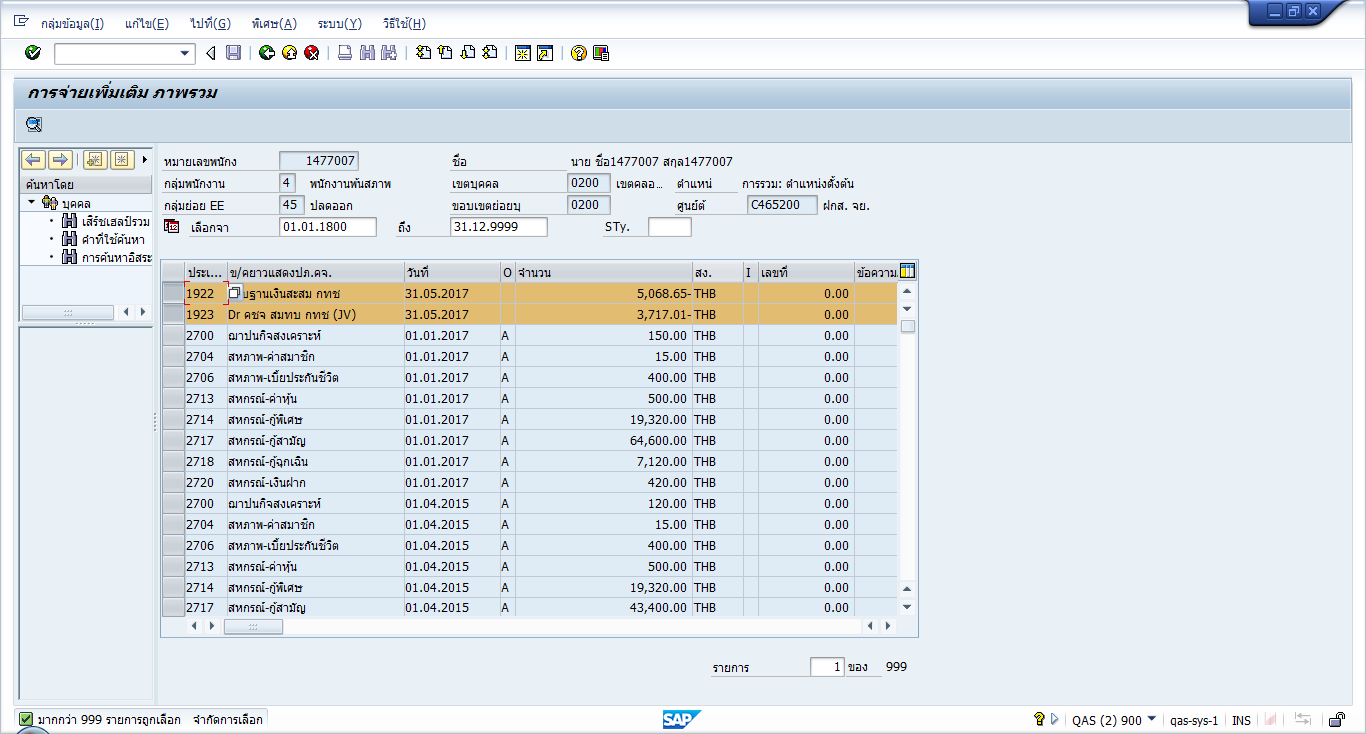 กลุ่มข้อมูล(I) แก้ไข(E) ไปที่(G) พิเศษ(A) ระบบ(Y) วิธีใช้(H)
การจ่ายเพิ่มเติม ภาพรวม
ค้นหาโดย
บุคคล
เสิร์ชเฮลป์รวม
คำที่ใช้ค้นหา
การค้นหาอิสระ
หมายเลขพนักง 1477007 ชื่อ นาย ชื่อ1477007 สกุล1477007
กลุ่มพนักงาน 4 พนักงานพ้นสภาพ เขตบุคคล 0200 เขตคลอ... ตำแหน่ การรวม: ตำแหน่งตั้งต้น
กลุ่มย่อย EE 45 ปลดออก ขอบเขตย่อยบุ 0200 ศูนย์ต้ C465200 ฝกส. จย.
เลือกจา 01.01.1800 ถึง 31.12.9999 STy.
ประเ... ข/คยาวแสดงปภ.คจ. วันที่ O จำนวน สง. I เลขที่ ข้อความ
1922 บฐานเงินสะสม กทช 31.05.2017 5,068.65- THB 0.00
1923 Dr คชจ สมทบ กทช (JV) 31.05.2017 3,717.01- THB 0.00
2700 ฌาปนกิจสงเคราะห์ 01.01.2017 A 150.00 THB 0.00
2704 สหภาพ-ค่าสมาชิก 01.01.2017 A 15.00 THB 0.00
2706 สหภาพ-เบี้ยประกันชีวิต 01.01.2017 A 400.00 THB 0.00
2713 สหกรณ์-ค่าหุ้น 01.01.2017 A 500.00 THB 0.00
2714 สหกรณ์-กู้พิเศษ 01.01.2017 A 19,320.00 THB 0.00
2717 สหกรณ์-กู้สามัญ 01.01.2017 A 64,600.00 THB 0.00
2718 สหกรณ์-กู้ฉุกเฉิน 01.01.2017 A 7,120.00 THB 0.00
2720 สหกรณ์-เงินฝาก 01.01.2017 A 420.00 THB 0.00
2700 ฌาปนกิจสงเคราะห์ 01.04.2015 A 120.00 THB 0.00
2704 สหภาพ-ค่าสมาชิก 01.04.2015 A 15.00 THB 0.00
2706 สหภาพ-เบี้ยประกันชีวิต 01.04.2015 A 400.00 THB 0.00
2713 สหกรณ์-ค่าหุ้น 01.04.2015 A 500.00 THB 0.00
2714 สหกรณ์-กู้พิเศษ 01.04.2015 A 19,320.00 THB 0.00
2717 สหกรณ์-กู้สามัญ 01.04.2015 A 43,400.00 THB 0.00
รายการ 1 ของ 999
มากกว่า 999 รายการถูกเลือก จำกัดการเลือก SAP QAS (2) 900 qas-sys-1 INS